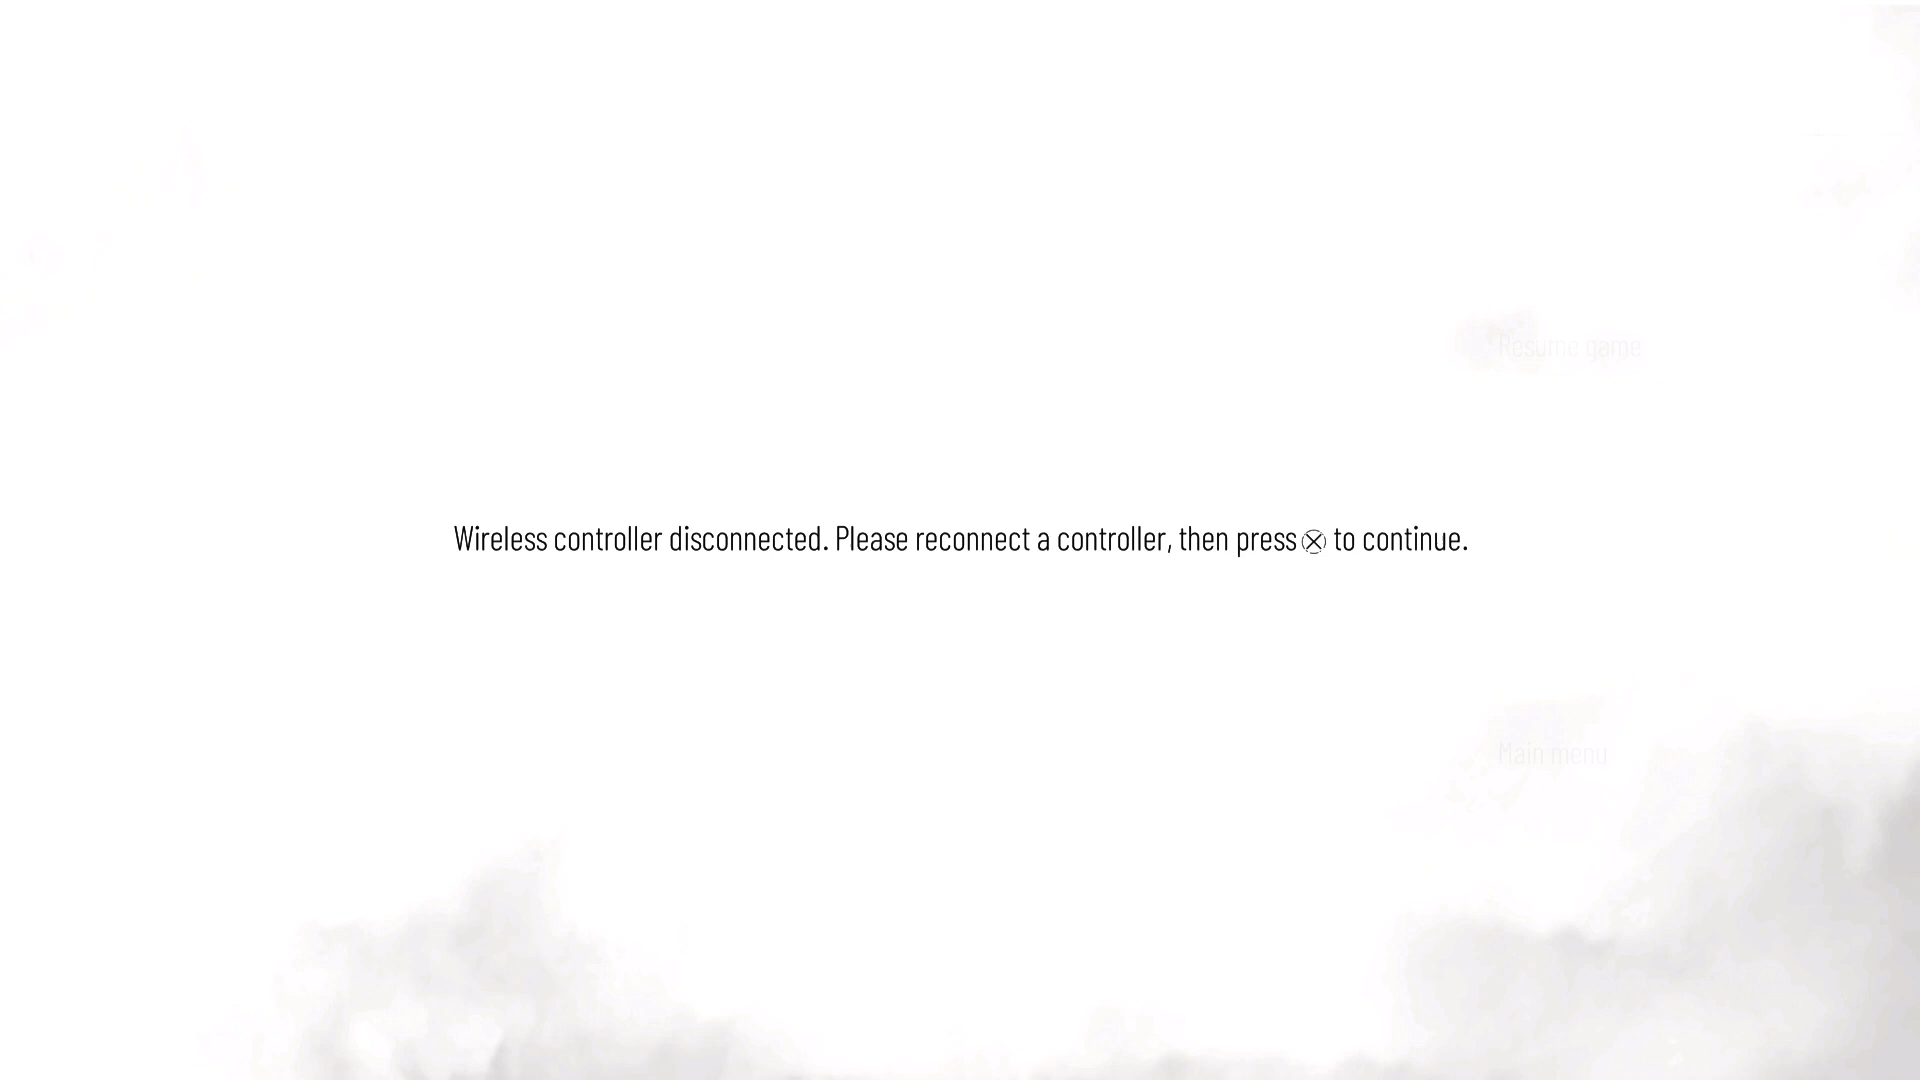 Resume game
Wireless controller disconnected. Please reconnect a controller, then press ⊗ to continue.
Main menu